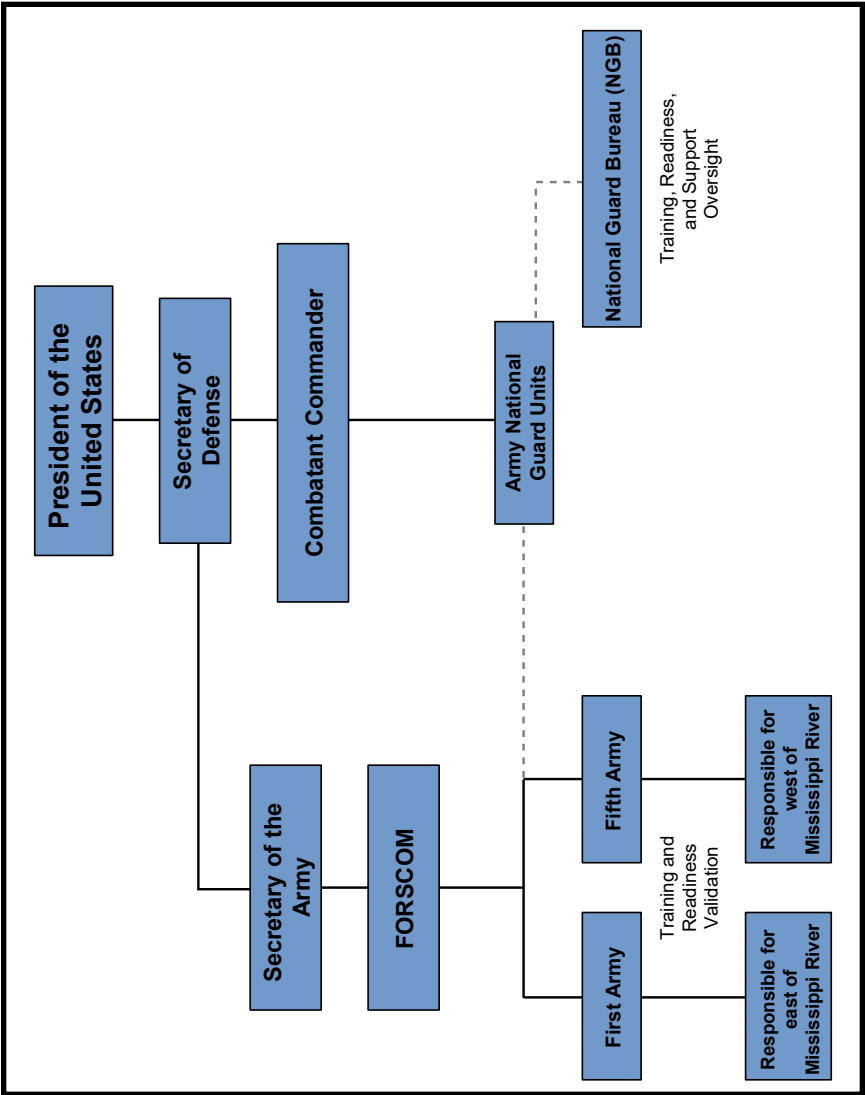 President of the
United States
Secretary of
Defense
Combatant Commander
Secretary of the
Army
FORSCOM
Army National
Guard Units
First Army
Fifth Army
National Guard Bureau (NGB)
Training and
Readiness
Validation
Training, Readiness,
and Support
Oversight
Responsible for
east of
Mississippi River
Responsible for
west of
Mississippi River